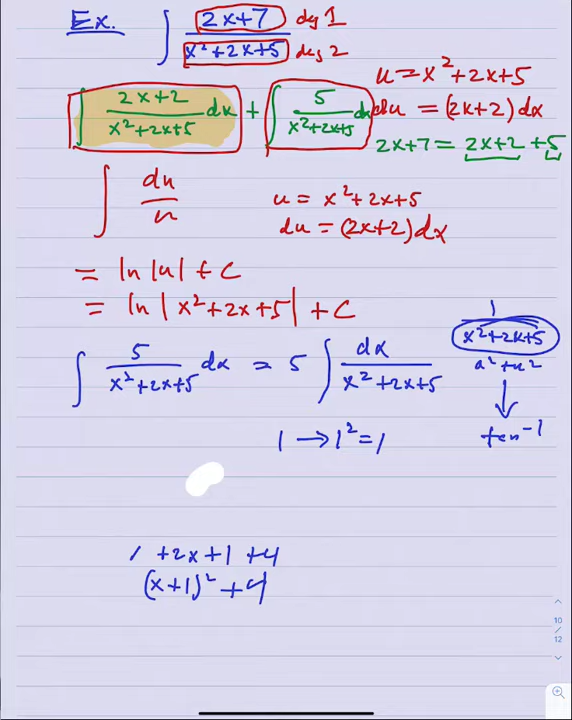 Ex. ∫ (2x+7)/(x²+2x+5) deg 1 deg 2
∫ (2x+2)/(x²+2x+5) dx + ∫ 5/(x²+2x+5) dx
u = x²+2x+5
du = (2x+2) dx
2x+7 = 2x+2 +5
∫ du/u
u = x²+2x+5
du = (2x+2) dx
= ln |u| + C
= ln | x²+2x+5 | + C
∫ 5/(x²+2x+5) dx = 5 ∫ dx/(x²+2x+5)
1/(x²+2x+5)
a²+u²
↓
tan⁻¹
1 → 1² = 1
+2x+1 +4
(x+1)² + 4
10
/
12